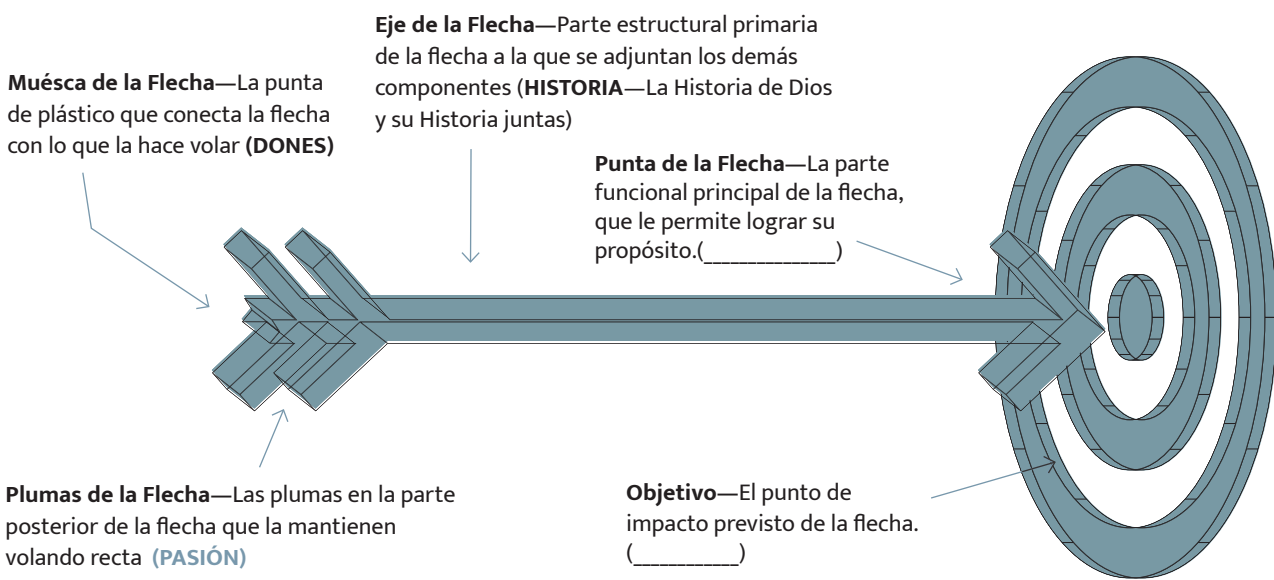 Eje de la Flecha—Parte estructural primaria
de la flecha a la que se adjuntan los demás
componentes (HISTORIA—La Historia de Dios
y su Historia juntas)
Muésca de la Flecha—La punta
de plástico que conecta la flecha
con lo que la hace volar (DONES)
Punta de la Flecha—La parte
funcional principal de la flecha,
que le permite lograr su
propósito.(_______________)
Plumas de la Flecha—Las plumas en la parte
posterior de la flecha que la mantienen
volando recta (PASIÓN)
Objetivo—El punto de
impacto previsto de la flecha.
(____________)